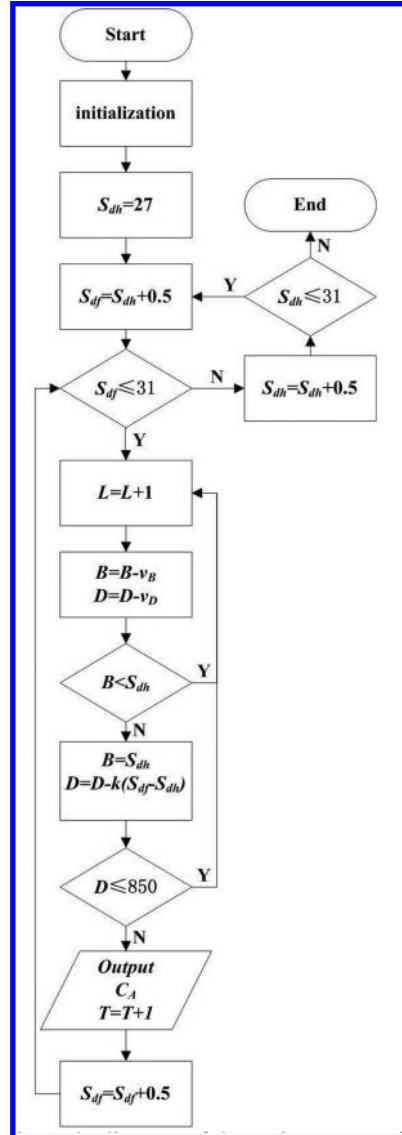 Start
initialization
S_dh=27
End
S_df=S_dh+0.5
Y
N
S_dh≤31
S_df≤31
N
S_dh=S_dh+0.5
Y
L=L+1
B=B-v_B
D=D-v_D
B<S_dh
Y
N
B=S_dh
D=D-k(S_df-S_dh)
D≤850
Y
N
Output
C_A
T=T+1
S_df=S_df+0.5